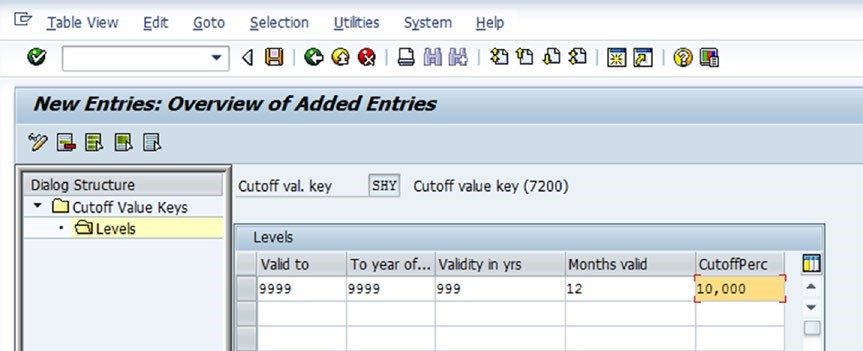 Table View Edit Goto Selection Utilities System Help
New Entries: Overview of Added Entries
Dialog Structure
Cutoff Value Keys
Levels
Cutoff val. key SHY Cutoff value key (7200)
Levels
Valid to To year of... Validity in yrs Months valid CutoffPerc
9999 9999 999 12 10,000